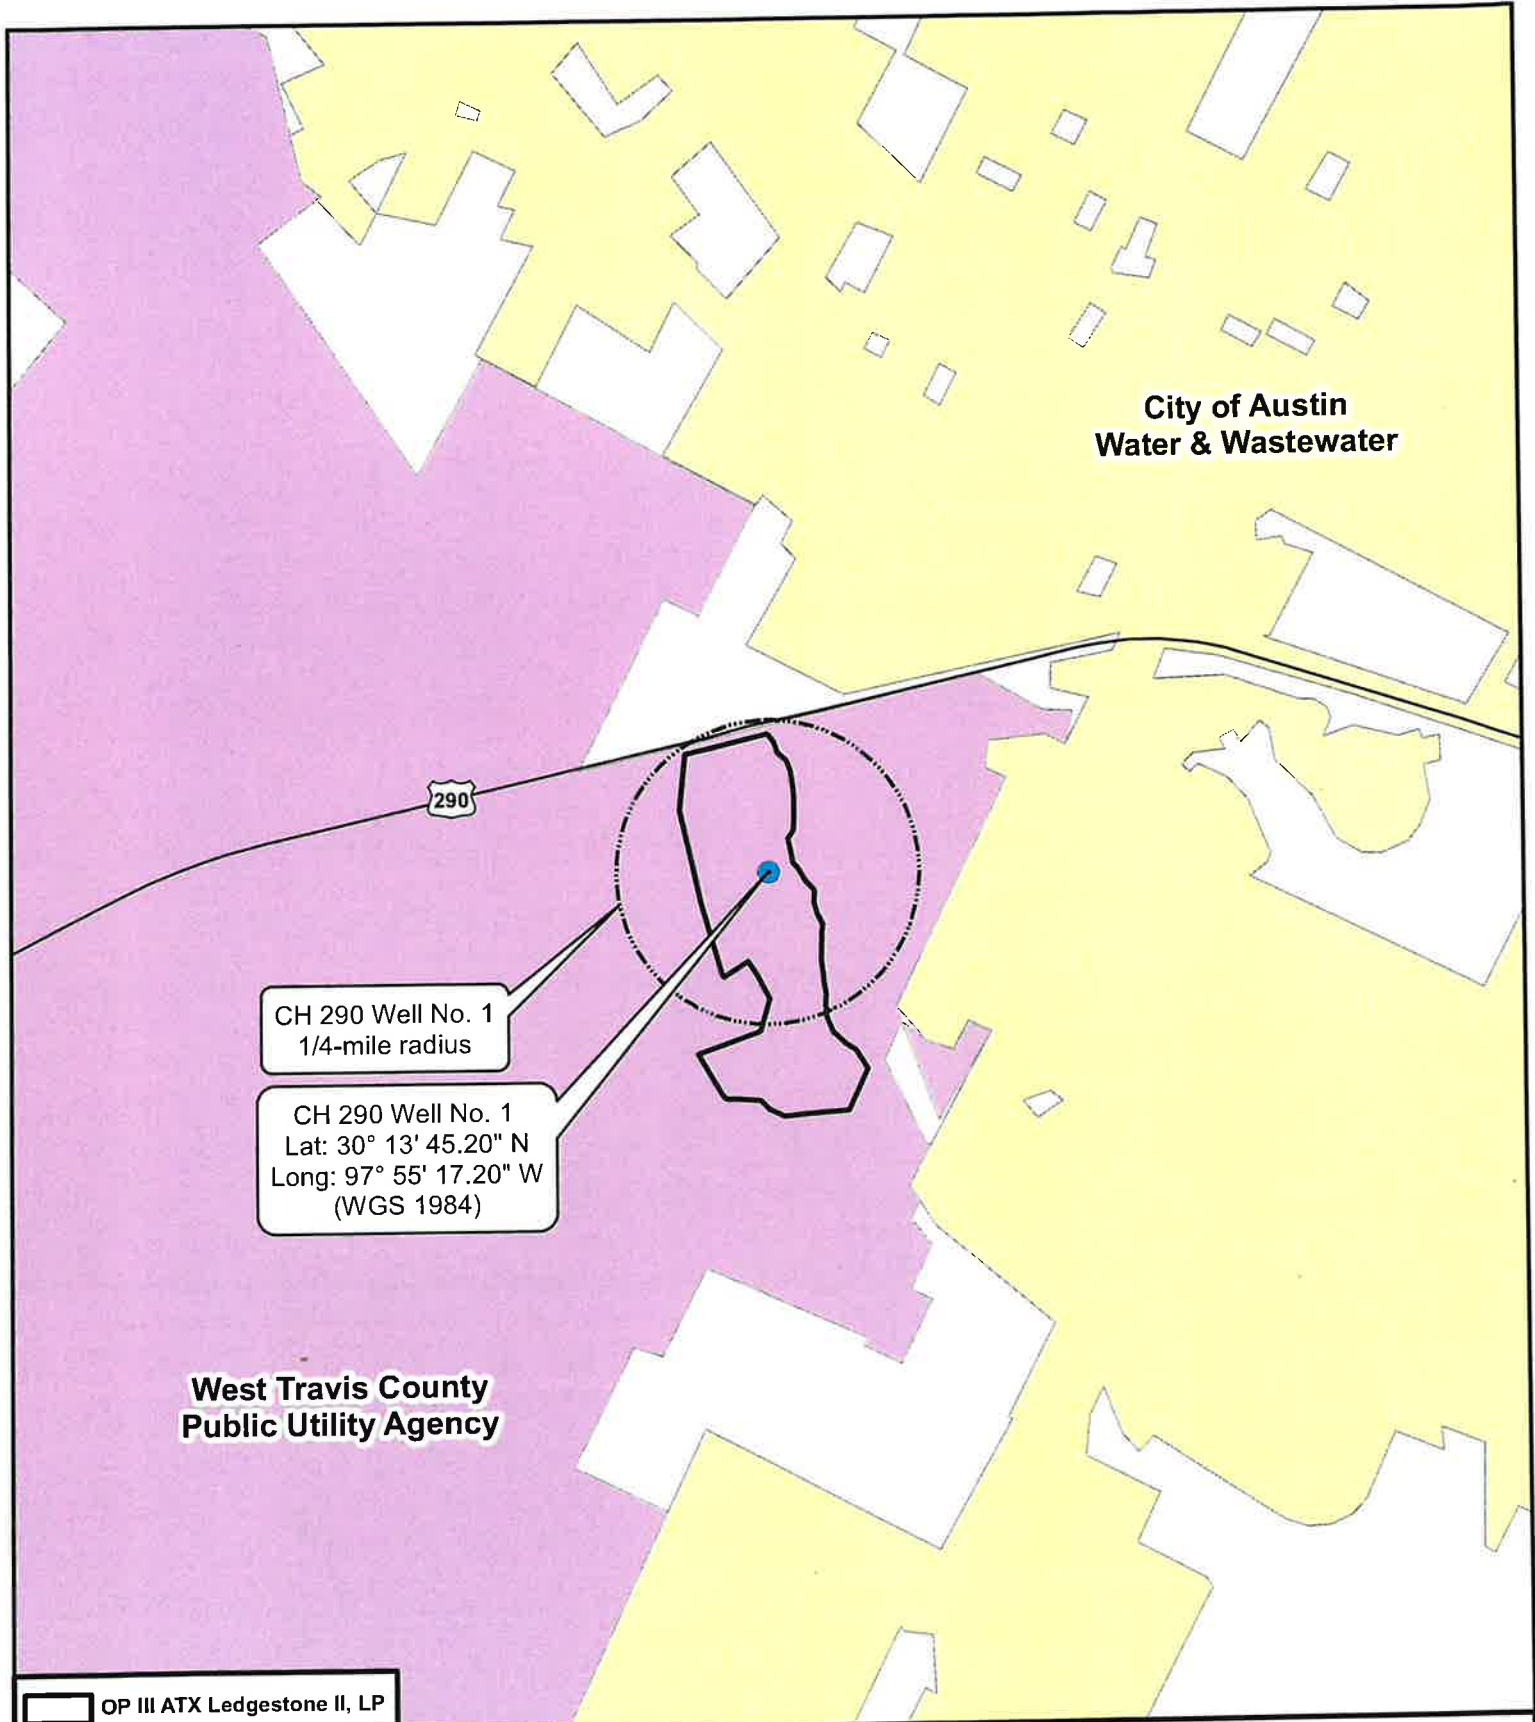 City of Austin
Water & Wastewater
290
CH 290 Well No. 1
1/4-mile radius
CH 290 Well No. 1
Lat: 30° 13' 45.20" N
Long: 97° 55' 17.20" W
(WGS 1984)
West Travis County
Public Utility Agency
OP III ATX Ledgestone II, LP